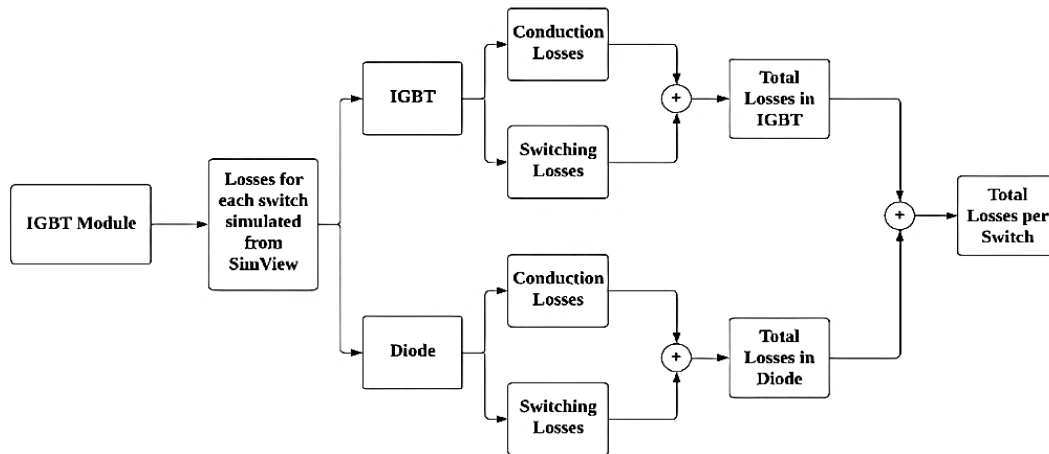 IGBT Module
Losses for
each switch
simulated
from
SimView
IGBT
Conduction
Losses
Switching
Losses
+
Total
Losses in
IGBT
Diode
Conduction
Losses
Switching
Losses
+
Total
Losses in
Diode
+
Total
Losses per
Switch